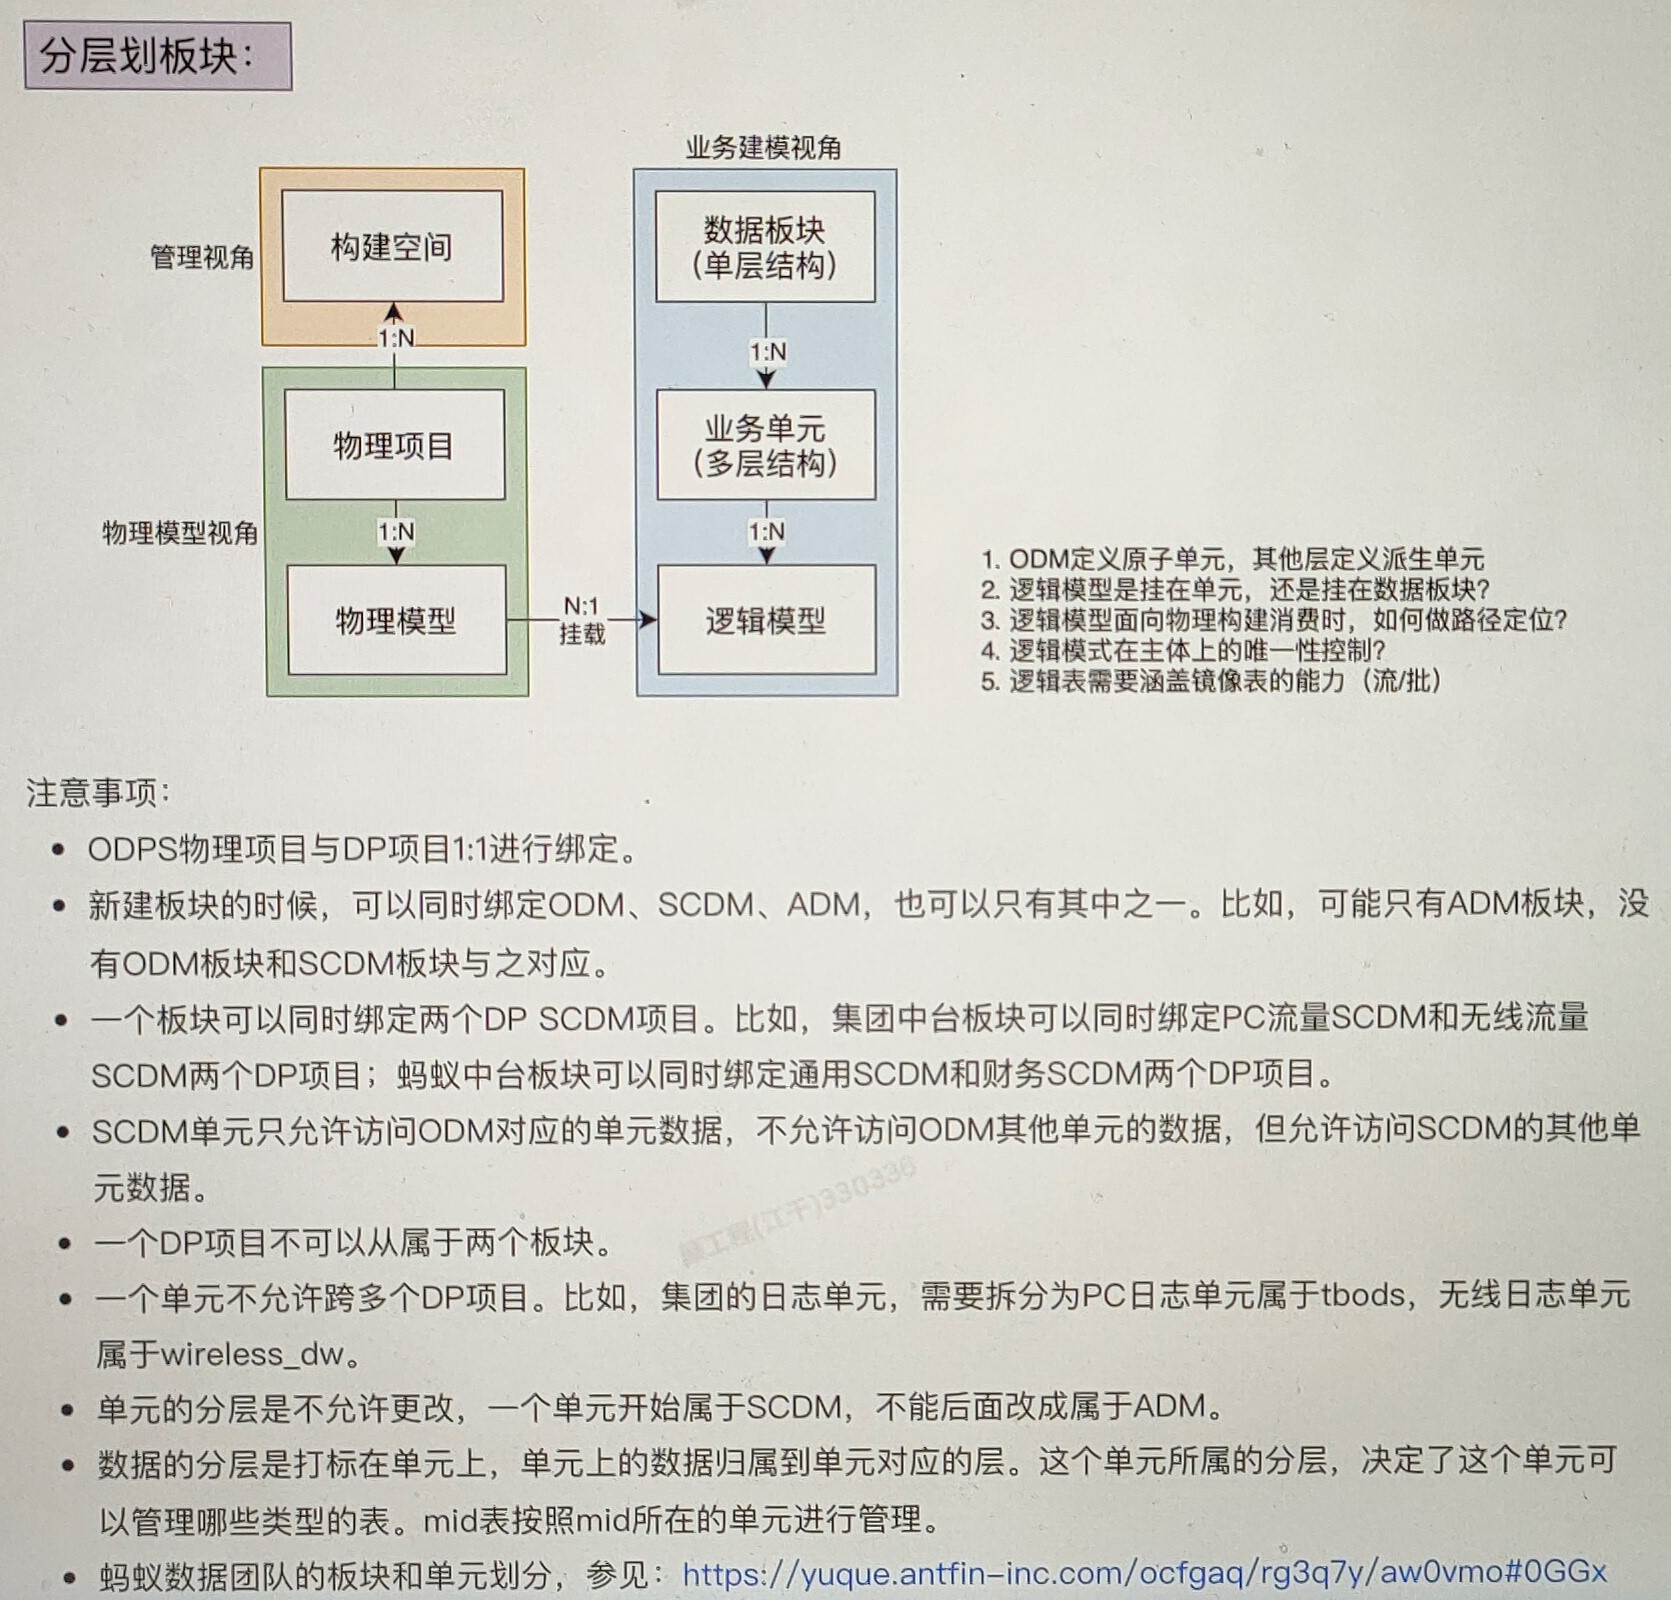 分层划板块：
业务建模视角
管理视角
构建空间
数据板块
（单层结构）
1:N
1:N
物理项目
业务单元
（多层结构）
物理模型视角
1:N
1:N
物理模型
N:1
挂载
逻辑模型
1. ODM定义原子单元，其他层定义派生单元
2. 逻辑模型是挂在单元，还是挂在数据板块？
3. 逻辑模型面向物理构建消费时，如何做路径定位？
4. 逻辑模式在主体上的唯一性控制？
5. 逻辑表需要涵盖镜像表的能力（流/批）
注意事项：
• ODPS物理项目与DP项目1:1进行绑定。
• 新建板块的时候，可以同时绑定ODM、SCDM、ADM，也可以只有其中之一。比如，可能只有ADM板块，没
有ODM板块和SCDM板块与之对应。
• 一个板块可以同时绑定两个DP SCDM项目。比如，集团中台板块可以同时绑定PC流量SCDM和无线流量
SCDM两个DP项目；蚂蚁中台板块可以同时绑定通用SCDM和财务SCDM两个DP项目。
• SCDM单元只允许访问ODM对应的单元数据，不允许访问ODM其他单元的数据，但允许访问SCDM的其他单
元数据。
• 一个DP项目不可以从属于两个板块。
• 一个单元不允许跨多个DP项目。比如，集团的日志单元，需要拆分为PC日志单元属于tbods，无线日志单元
属于wireless_dw。
• 单元的分层是不允许更改，一个单元开始属于SCDM，不能后面改成属于ADM。
• 数据的分层是打标在单元上，单元上的数据归属到单元对应的层。这个单元所属的分层，决定了这个单元可
以管理哪些类型的表。mid表按照mid所在的单元进行管理。
• 蚂蚁数据团队的板块和单元划分，参见：https://yuque.antfin-inc.com/ocfgaq/rg3q7y/aw0vmo#0GGx